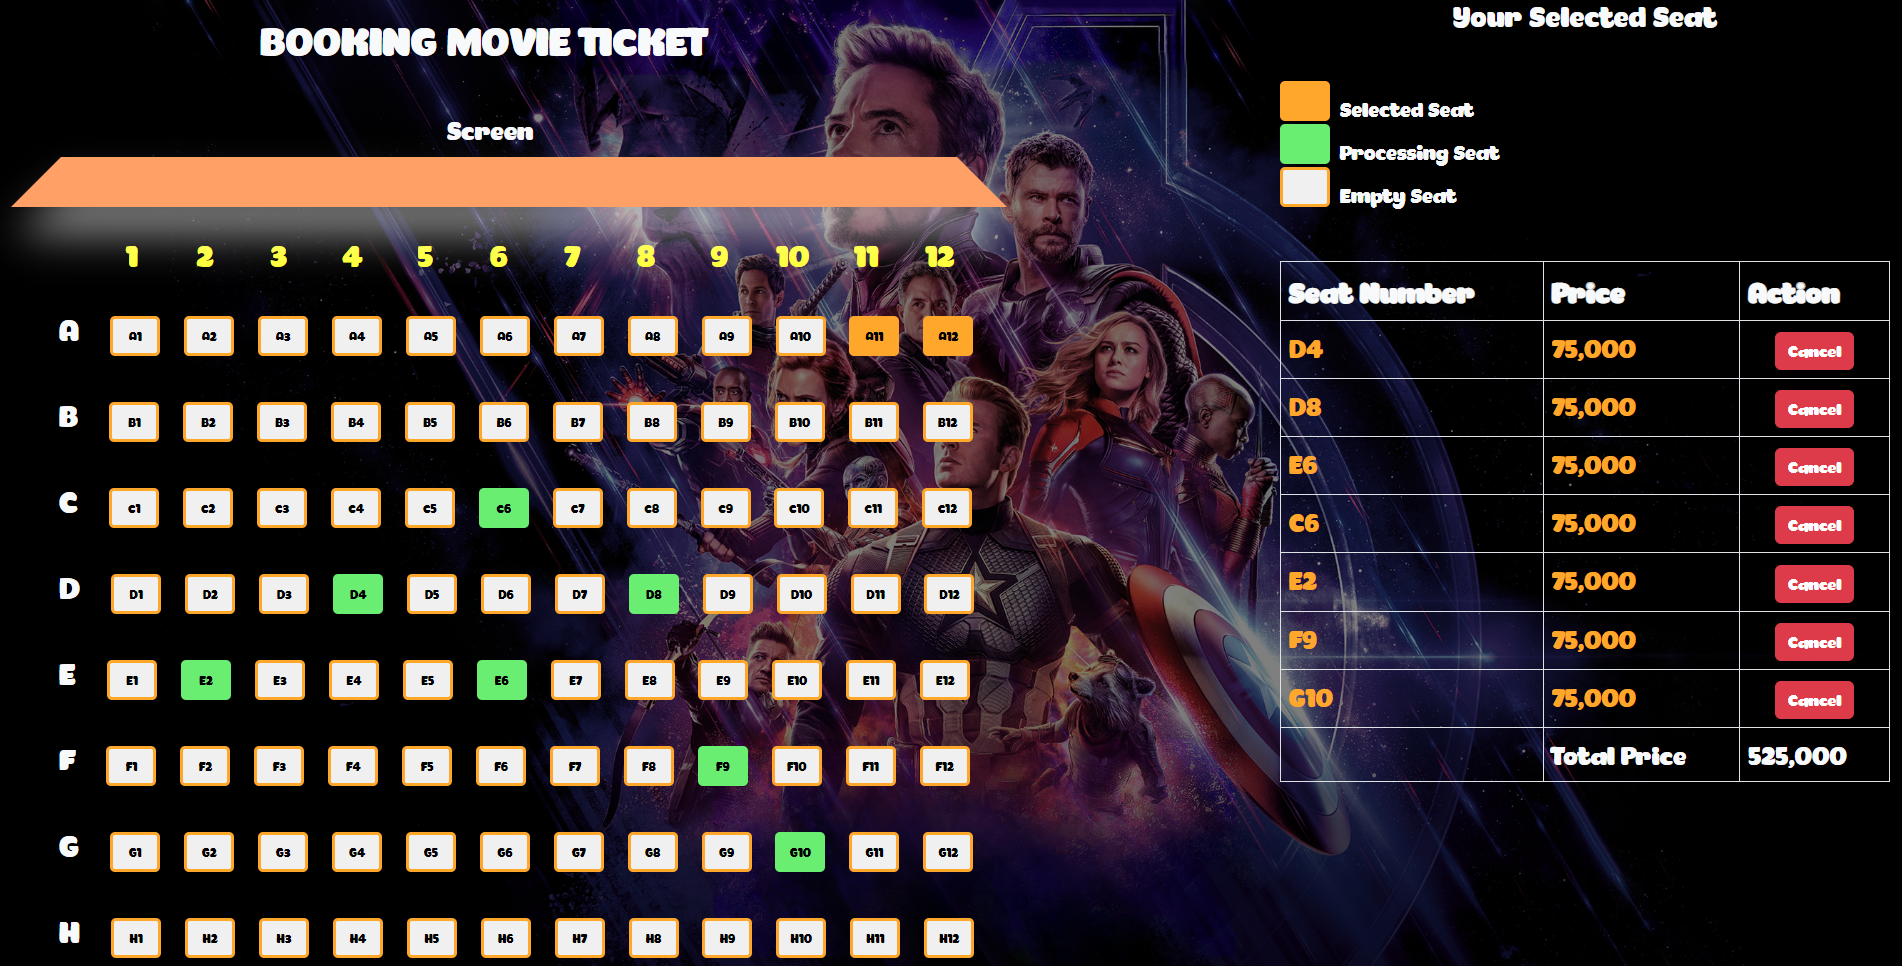 BOOKING MOVIE TICKET
Screen
1 2 3 4 5 6 7 8 9 10 11 12
A A1 A2 A3 A4 A5 A6 A7 A8 A9 A10 A11 A12
B B1 B2 B3 B4 B5 B6 B7 B8 B9 B10 B11 B12
C C1 C2 C3 C4 C5 C6 C7 C8 C9 C10 C11 C12
D D1 D2 D3 D4 D5 D6 D7 D8 D9 D10 D11 D12
E E1 E2 E3 E4 E5 E6 E7 E8 E9 E10 E11 E12
F F1 F2 F3 F4 F5 F6 F7 F8 F9 F10 F11 F12
G G1 G2 G3 G4 G5 G6 G7 G8 G9 G10 G11 G12
H H1 H2 H3 H4 H5 H6 H7 H8 H9 H10 H11 H12
Your Selected Seat
Selected Seat
Processing Seat
Empty Seat
Seat Number Price Action
D4 75,000 Cancel
D8 75,000 Cancel
E6 75,000 Cancel
C6 75,000 Cancel
E2 75,000 Cancel
F9 75,000 Cancel
G10 75,000 Cancel
Total Price 525,000